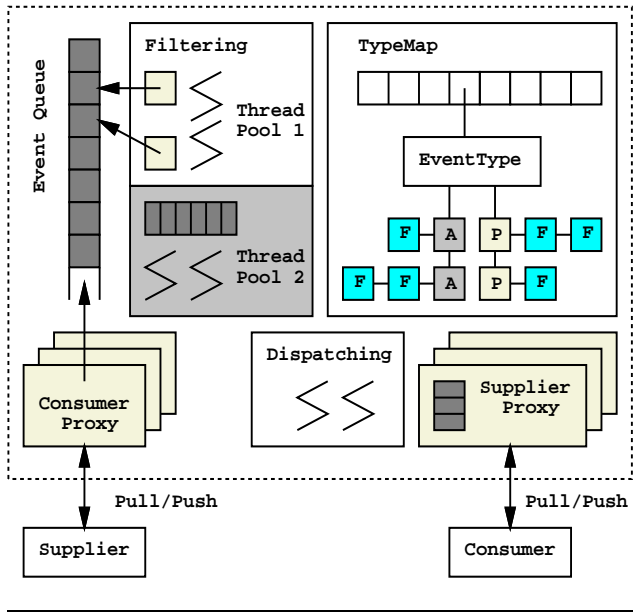 Filtering
TypeMap
Event Queue
Thread
Pool 1
EventType
F A P F F
Thread
Pool 2
F F A P F
Dispatching
Consumer
Proxy
Supplier
Proxy
Pull/Push
Pull/Push
Supplier
Consumer